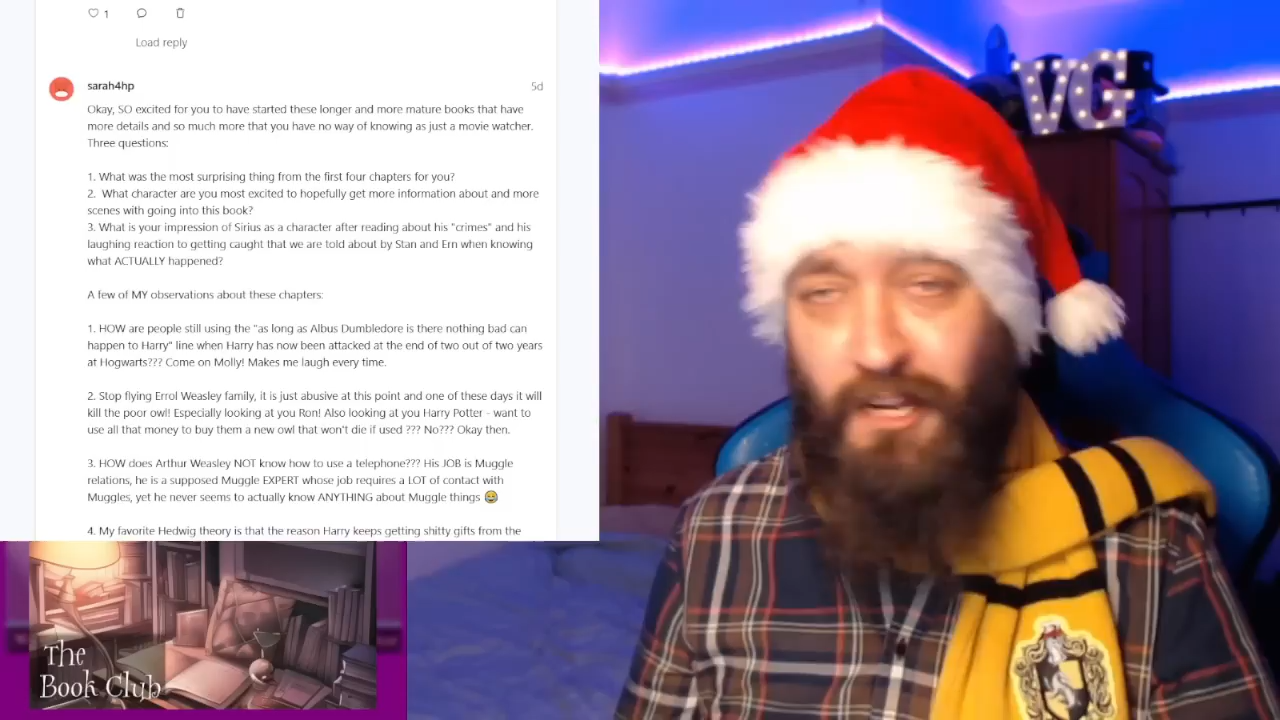 1
Load reply
sarah4hp
5d
Okay, SO excited for you to have started these longer and more mature books that have
more details and so much more that you have no way of knowing as just a movie watcher.
Three questions:
1. What was the most surprising thing from the first four chapters for you?
2. What character are you most excited to hopefully get more information about and more
scenes with going into this book?
3. What is your impression of Sirius as a character after reading about his "crimes" and his
laughing reaction to getting caught that we are told about by Stan and Ern when knowing
what ACTUALLY happened?
A few of MY observations about these chapters:
1. HOW are people still using the "as long as Albus Dumbledore is there nothing bad can
happen to Harry" line when Harry has now been attacked at the end of two out of two years
at Hogwarts??? Come on Molly! Makes me laugh every time.
2. Stop flying Errol Weasley family, it is just abusive at this point and one of these days it will
kill the poor owl! Especially looking at you Ron! Also looking at you Harry Potter - want to
use all that money to buy them a new owl that won't die if used ??? No??? Okay then.
3. HOW does Arthur Weasley NOT know how to use a telephone??? His JOB is Muggle
relations, he is a supposed Muggle EXPERT whose job requires a LOT of contact with
Muggles, yet he never seems to actually know ANYTHING about Muggle things 😂
4. My favorite Hedwig theory is that the reason Harry keeps getting shitty gifts from the
The
Book Club
VG